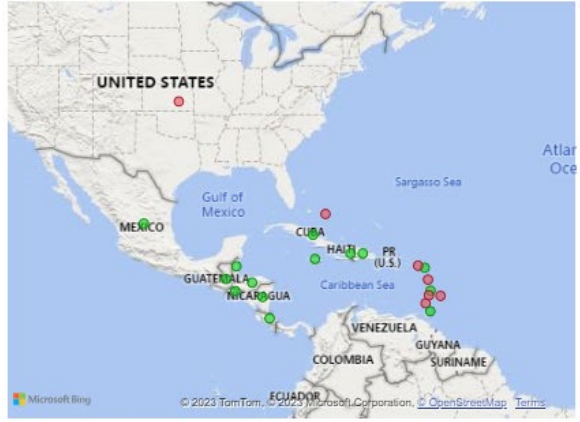 UNITED STATES
Atlan
Oce
Sargasso Sea
Gulf of
Mexico
MEXICO
CUBA
HAITI
PR
(U.S.)
GUATEMALA
Caribbean Sea
NICARAGUA
VENEZUELA
GUYANA
COLOMBIA
SURINAME
ECUADOR
Microsoft Bing
© 2023 TomTom, © 2023 Microsoft Corporation, © OpenStreetMap Terms